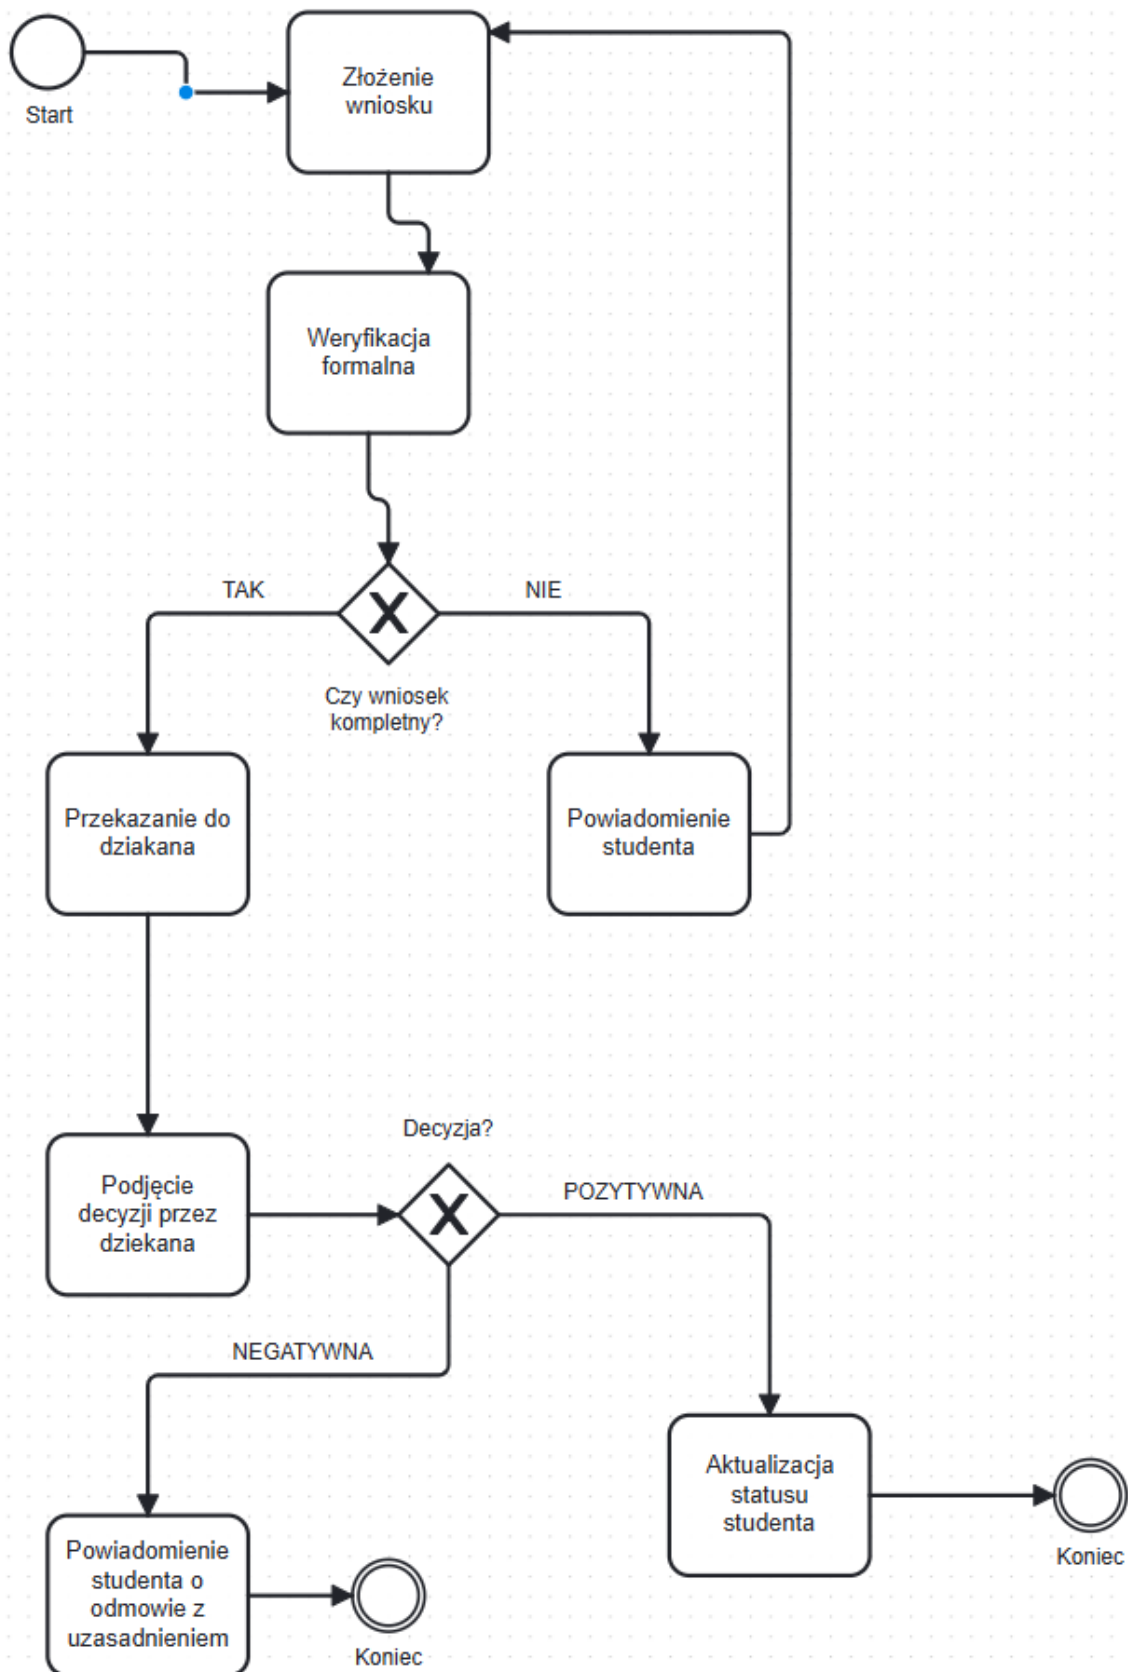 Start
Złożenie
wniosku
Weryfikacja
formalna
TAK
NIE
X
Czy wniosek
kompletny?
Przekazanie do
dziakana
Powiadomienie
studenta
Decyzja?
Podjęcie
decyzji przez
dziekana
X
POZYTYWNA
NEGATYWNA
Aktualizacja
statusu
studenta
Koniec
Powiadomienie
studenta o
odmowie z
uzasadnieniem
Koniec